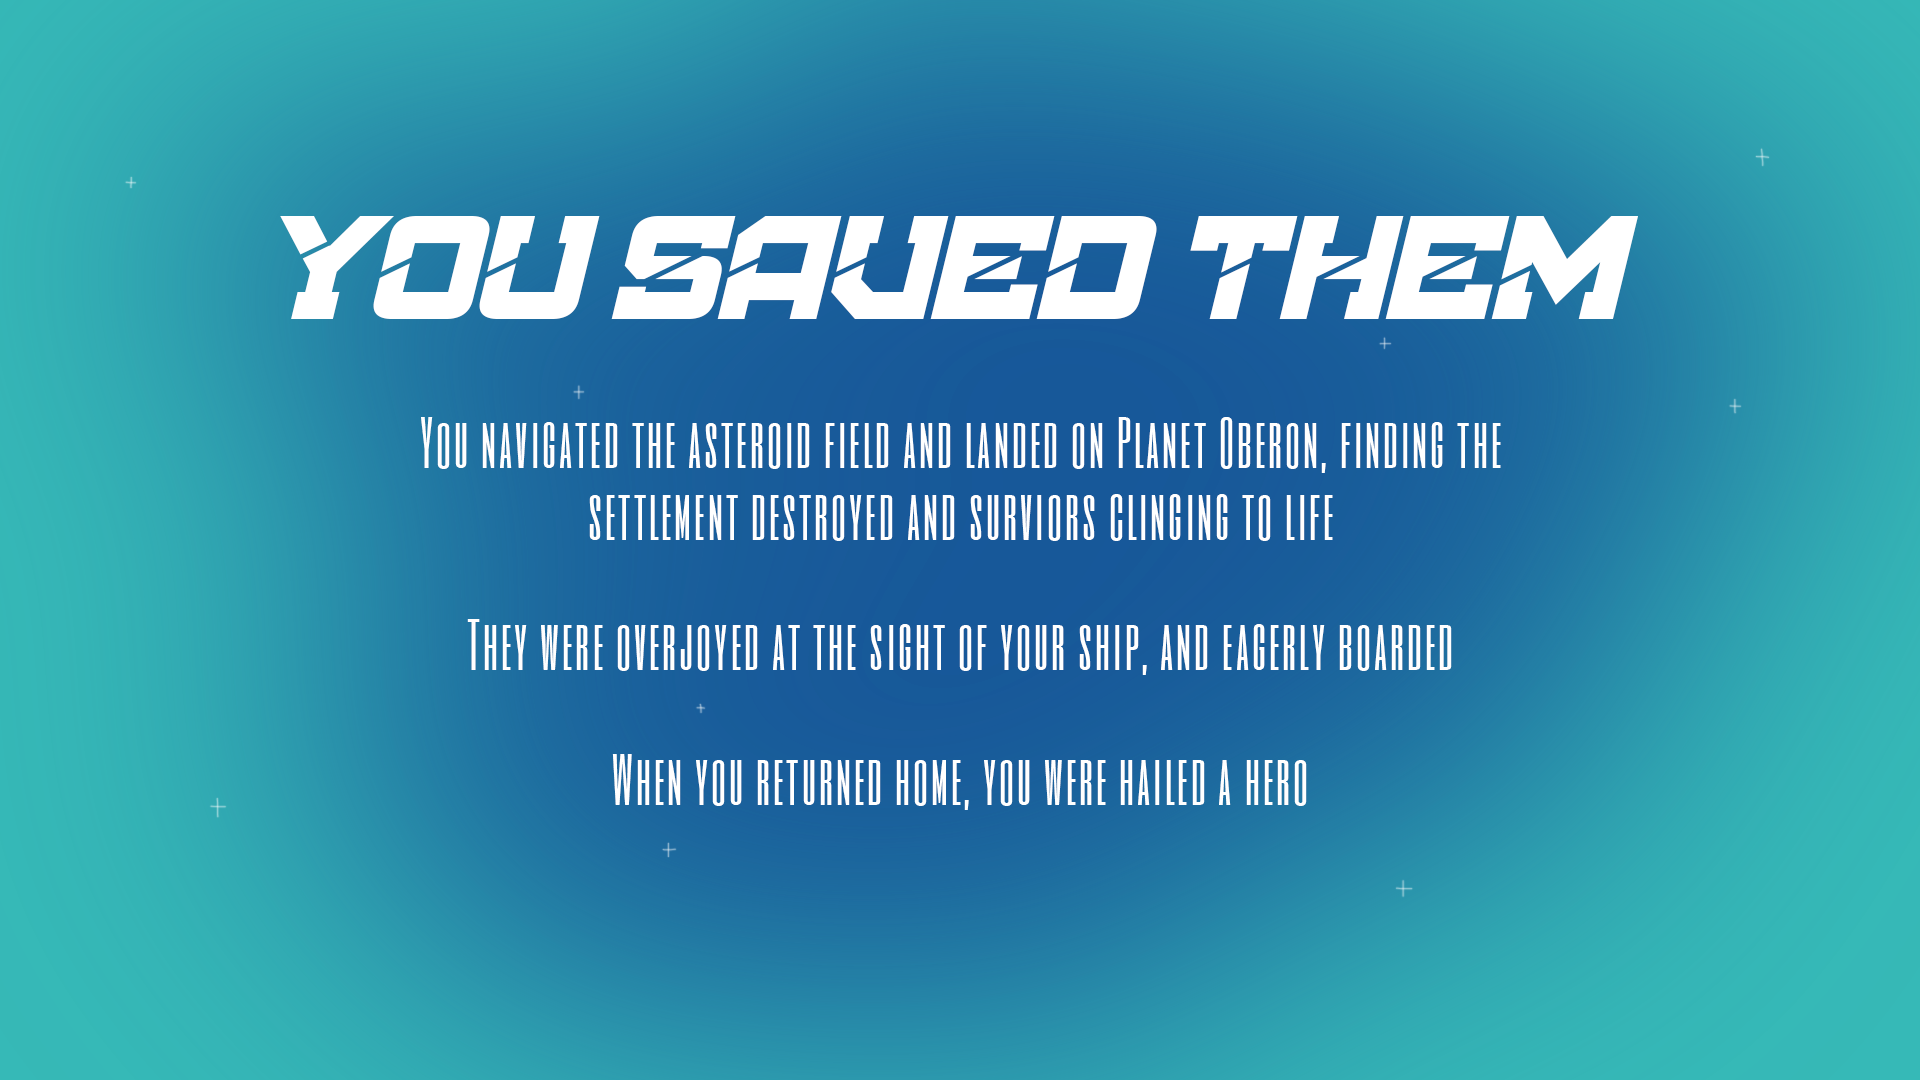 YOU SAVED THEM
You navigated the asteroid field and landed on Planet Oberon, finding the
settlement destroyed and surviors clinging to life
They were overjoyed at the sight of your ship, and eagerly boarded
When you returned home, you were hailed a hero